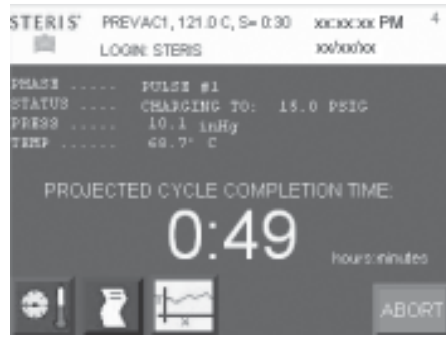 STERIS PREVAC1, 121.0 C, S= 0:30 xx:xx:xx PM 4
LOGIN: STERIS xx/xx/xx
PHASE ..... PULSE #1
STATUS .... CHARGING TO: 15.0 PSIG
PRESS ..... 10.1 inHg
TEMP ...... 68.7° C
PROJECTED CYCLE COMPLETION TIME:
0:49
hours:minutes
ABORT